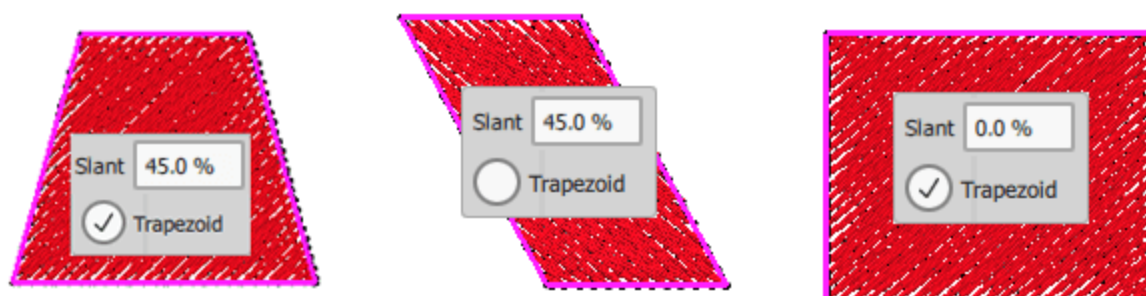 Slant 45.0 %
Trapezoid
Slant 45.0 %
Trapezoid
Slant 0.0 %
Trapezoid